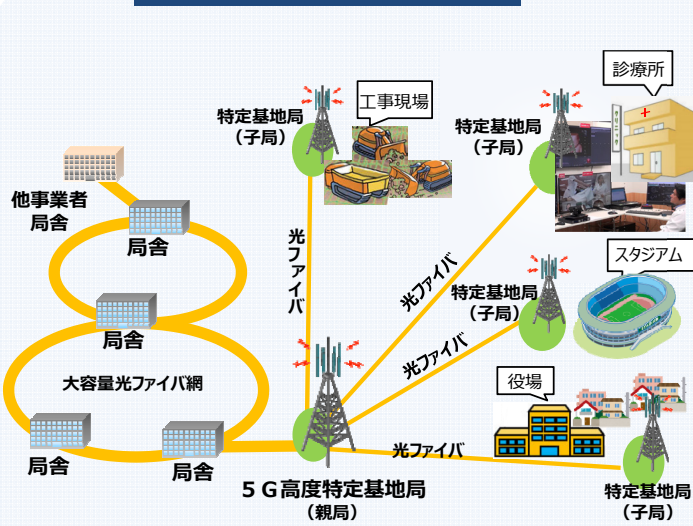 工事現場
診療所
特定基地局
（子局）
特定基地局
（子局）
他事業者
局舎
局舎
光ファイバ
光ファイバ
スタジアム
特定基地局
（子局）
局舎
光ファイバ
大容量光ファイバ網
役場
光ファイバ
局舎
局舎
５Ｇ高度特定基地局
（親局）
特定基地局
（子局）